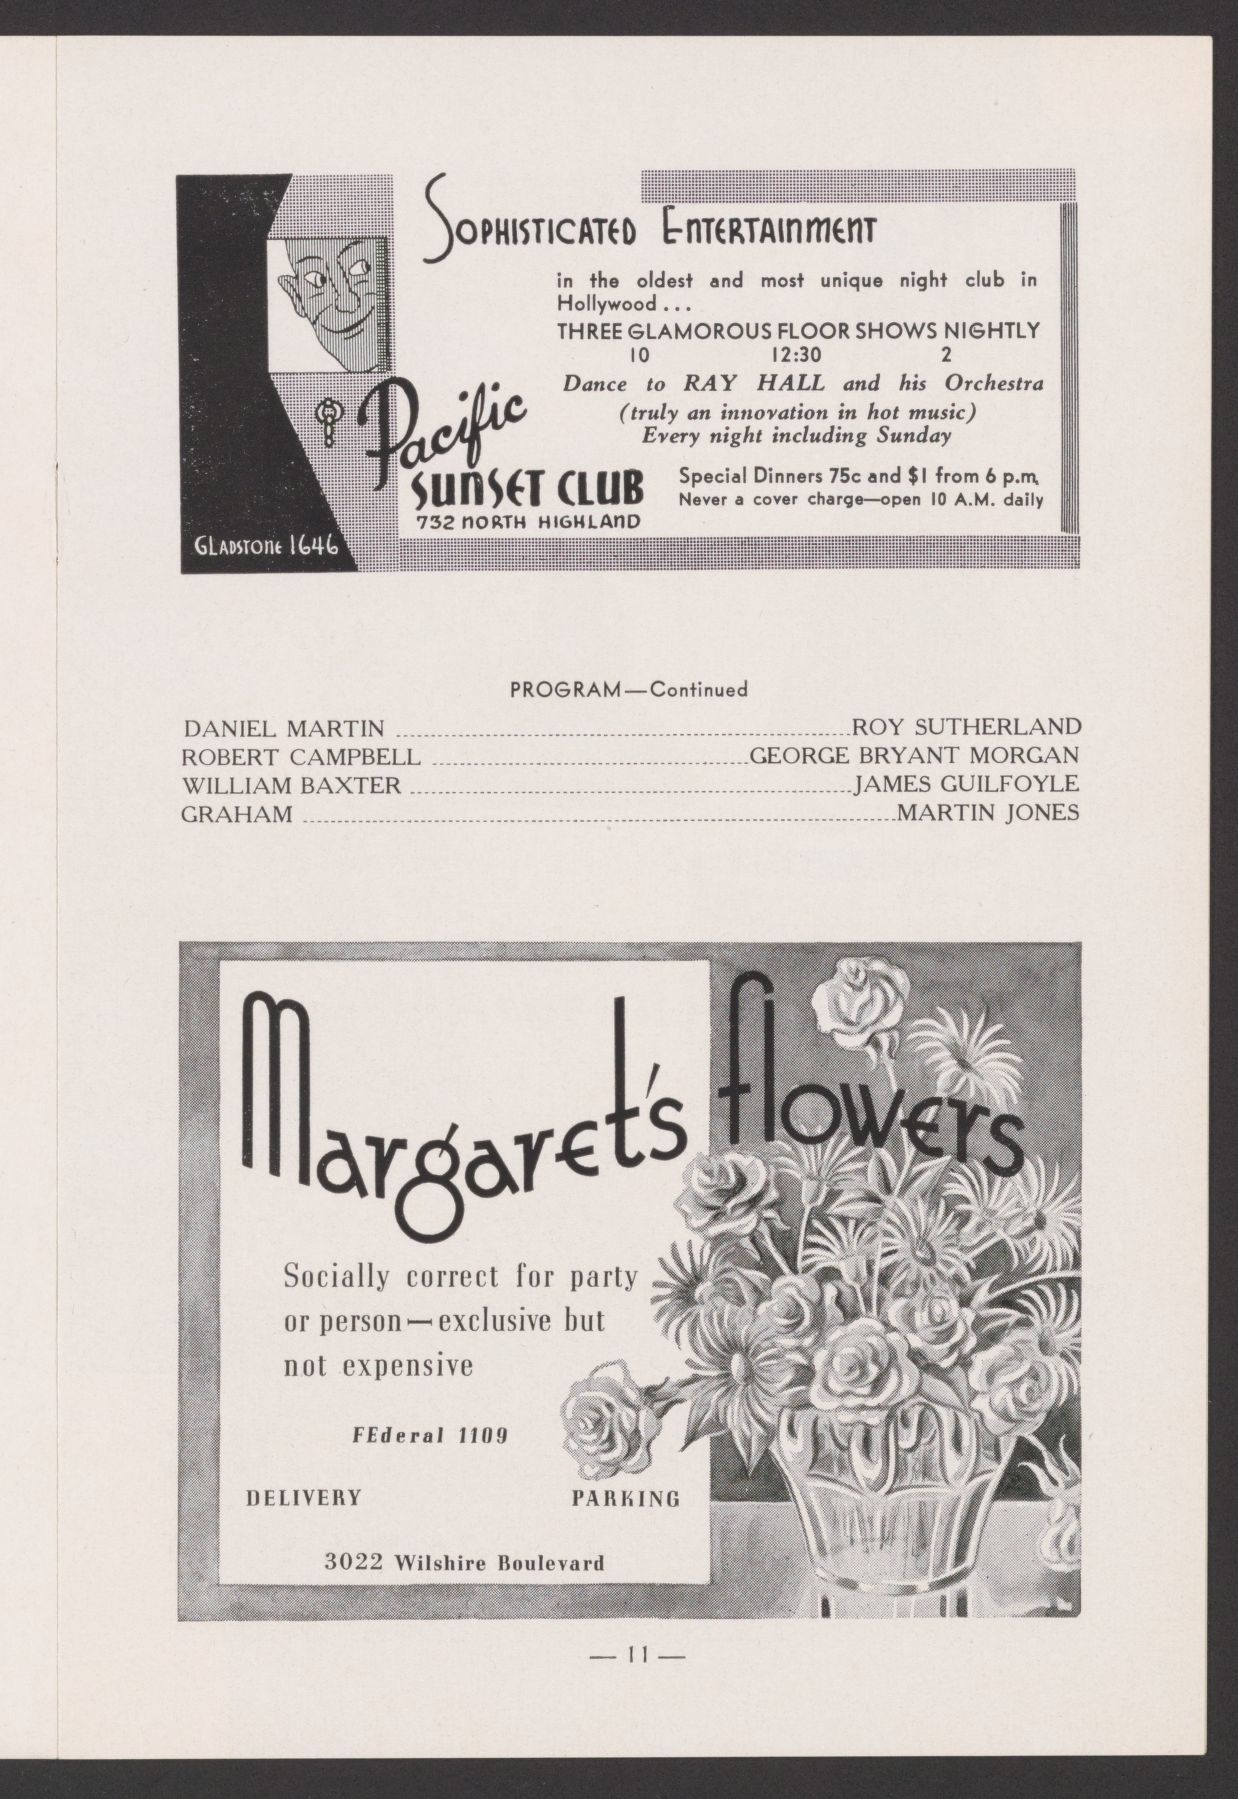 Sophisticated Entertainment
in the oldest and most unique night club in
Hollywood . . .
THREE GLAMOROUS FLOOR SHOWS NIGHTLY
10 12:30 2
Dance to RAY HALL and his Orchestra
(truly an innovation in hot music)
Every night including Sunday
Pacific
SUNSET CLUB
732 NORTH HIGHLAND
Special Dinners 75c and $1 from 6 p.m.
Never a cover charge—open 10 A.M. daily
GLADSTONE 1646
PROGRAM—Continued
DANIEL MARTIN ROY SUTHERLAND
ROBERT CAMPBELL GEORGE BRYANT MORGAN
WILLIAM BAXTER JAMES GUILFOYLE
GRAHAM MARTIN JONES
Margaret's flowers
Socially correct for party
or person—exclusive but
not expensive
FEderal 1109
DELIVERY PARKING
3022 Wilshire Boulevard
— 11 —